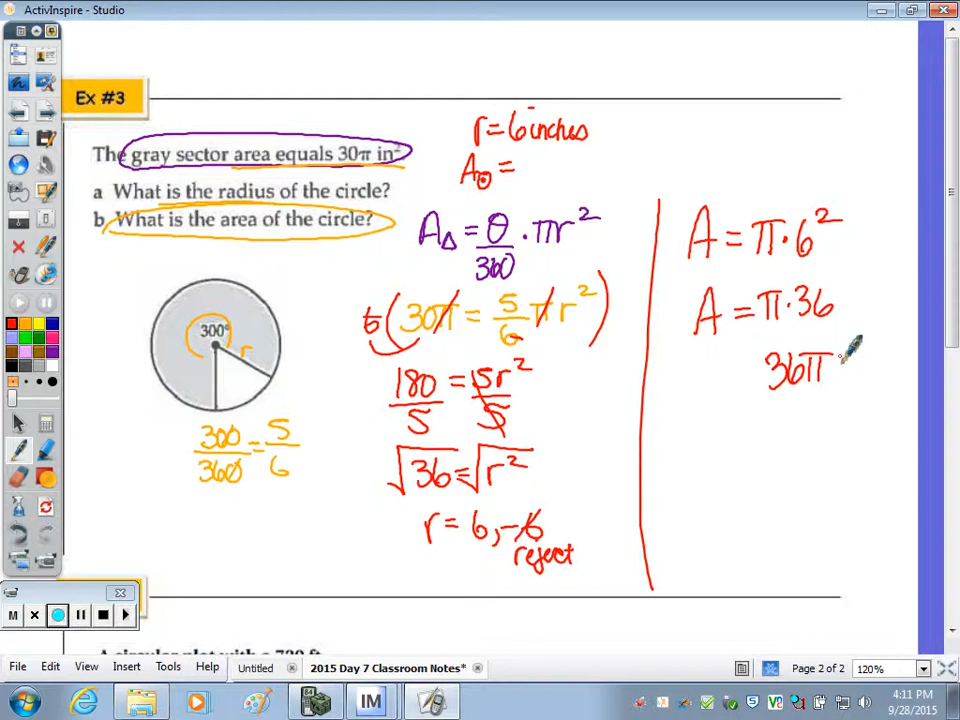 ActivInspire - Studio
Ex #3
The gray sector area equals 30π in²
a What is the radius of the circle?
b What is the area of the circle?
300°
r
300/360 = 5/6
r = 6 inches
A⊙ =
A△ = θ/360 · πr²
6(30π = 5/6 πr²)
180/5 = 5r²/5
√36 = √r²
r = 6, -6
reject
A = π·6²
A = π·36
36π
M
File Edit View Insert Tools Help Untitled 2015 Day 7 Classroom Notes* Page 2 of 2 120%
IM
4:11 PM
9/28/2015